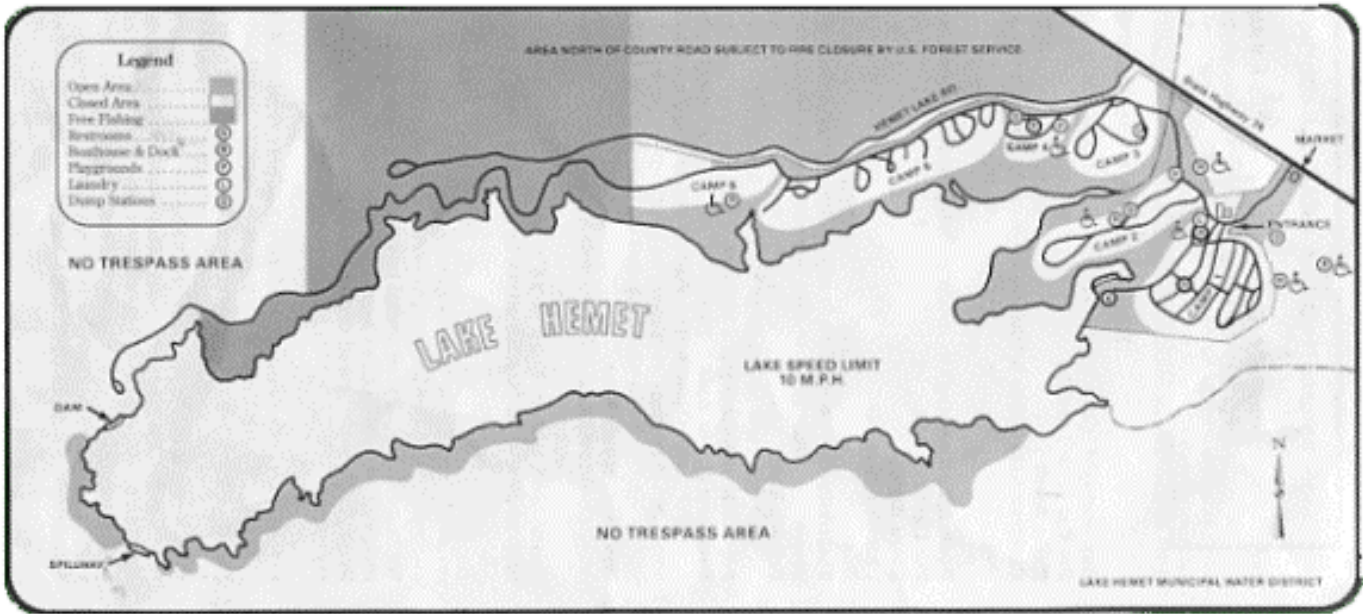 Legend
Open Area
Closed Area
Free Fishing
Restrooms
Boathouse & Dock
Playgrounds
Laundry
Dump Stations
AREA NORTH OF COUNTY ROAD SUBJECT TO FIRE CLOSURE BY U.S. FOREST SERVICE
State Highway 74
HEMET LAKE RD.
MARKET
CAMP 3
CAMP 4
CAMP 5
CAMP 6
CAMP 2
ENTRANCE
CAMP 1
NO TRESPASS AREA
LAKE HEMET
LAKE SPEED LIMIT
10 M.P.H.
DAM
N
NO TRESPASS AREA
SPILLWAY
LAKE HEMET MUNICIPAL WATER DISTRICT